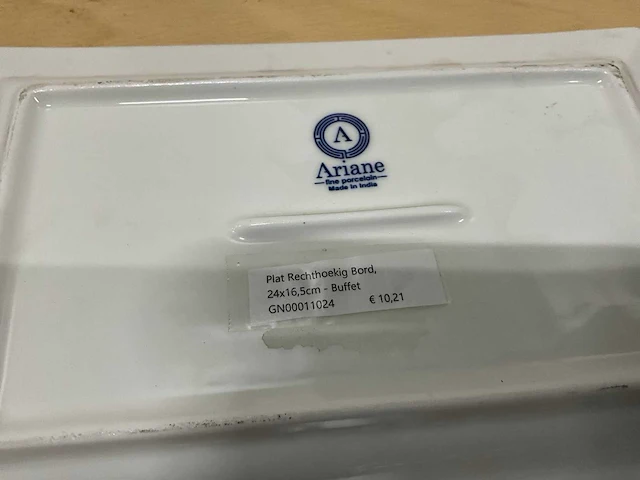 A
Ariane
fine porcelain
Made in India
Plat Rechthoekig Bord,
24x16,5cm - Buffet
GN00011024 € 10,21